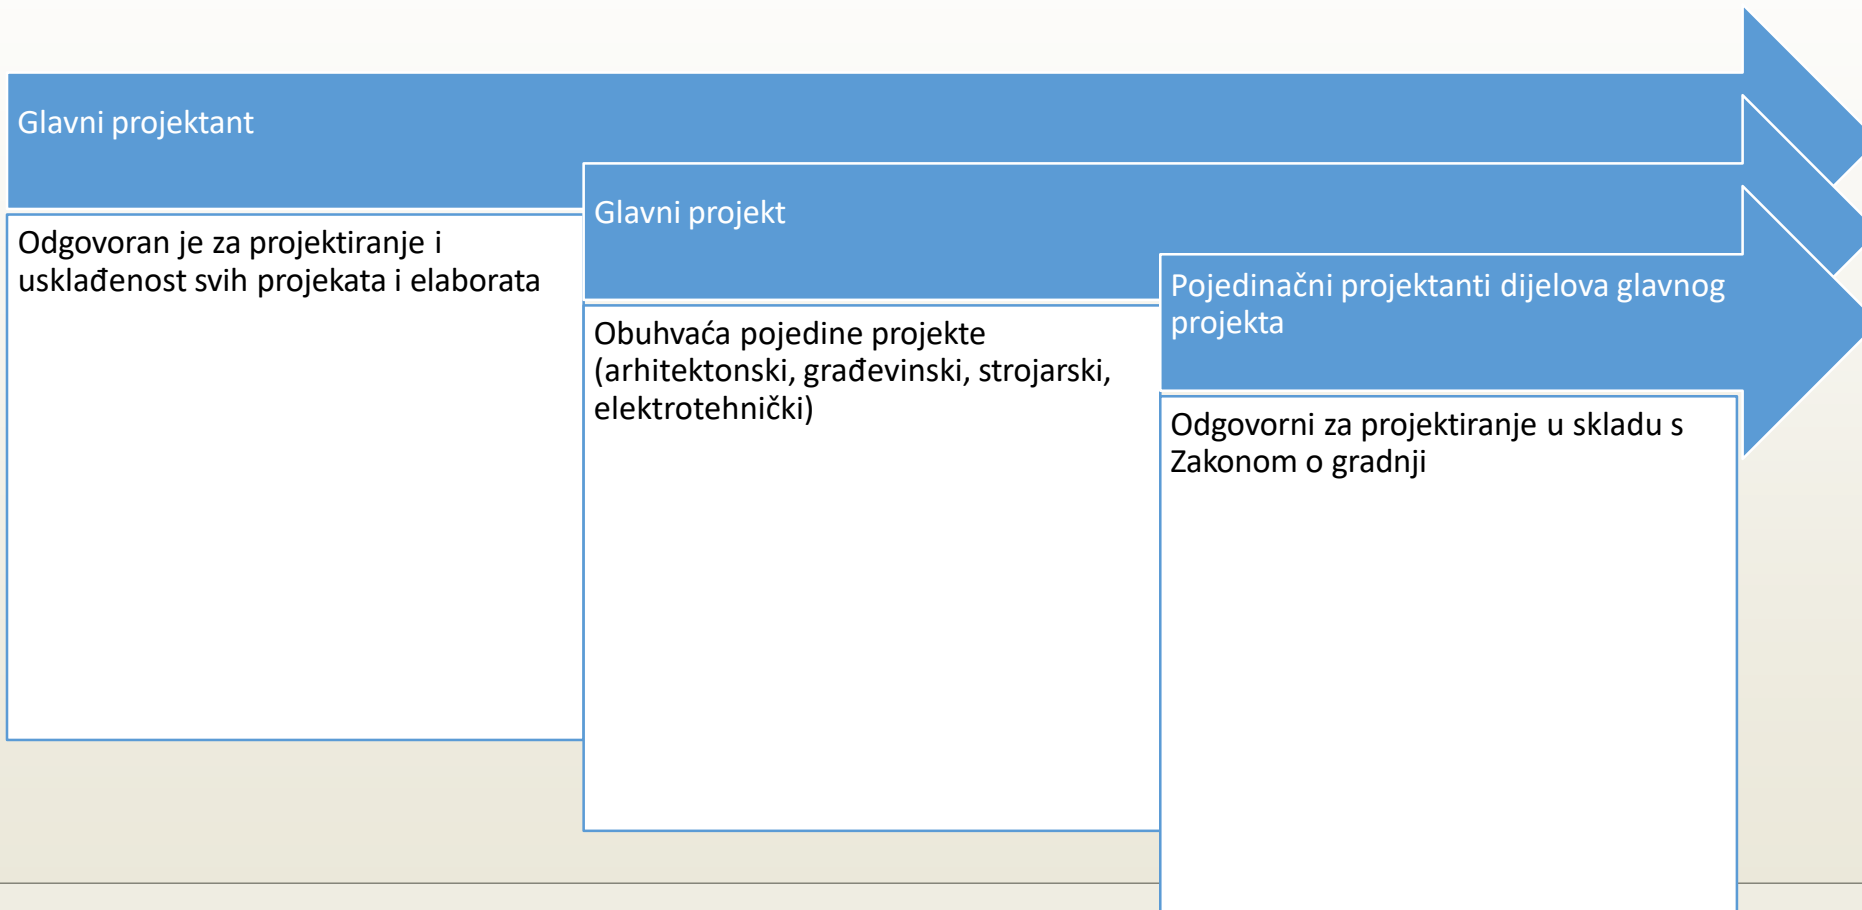 Glavni projektant
Odgovoran je za projektiranje i
usklađenost svih projekata i elaborata
Glavni projekt
Obuhvaća pojedine projekte
(arhitektonski, građevinski, strojarski,
elektrotehnički)
Pojedinačni projektanti dijelova glavnog
projekta
Odgovorni za projektiranje u skladu s
Zakonom o gradnji